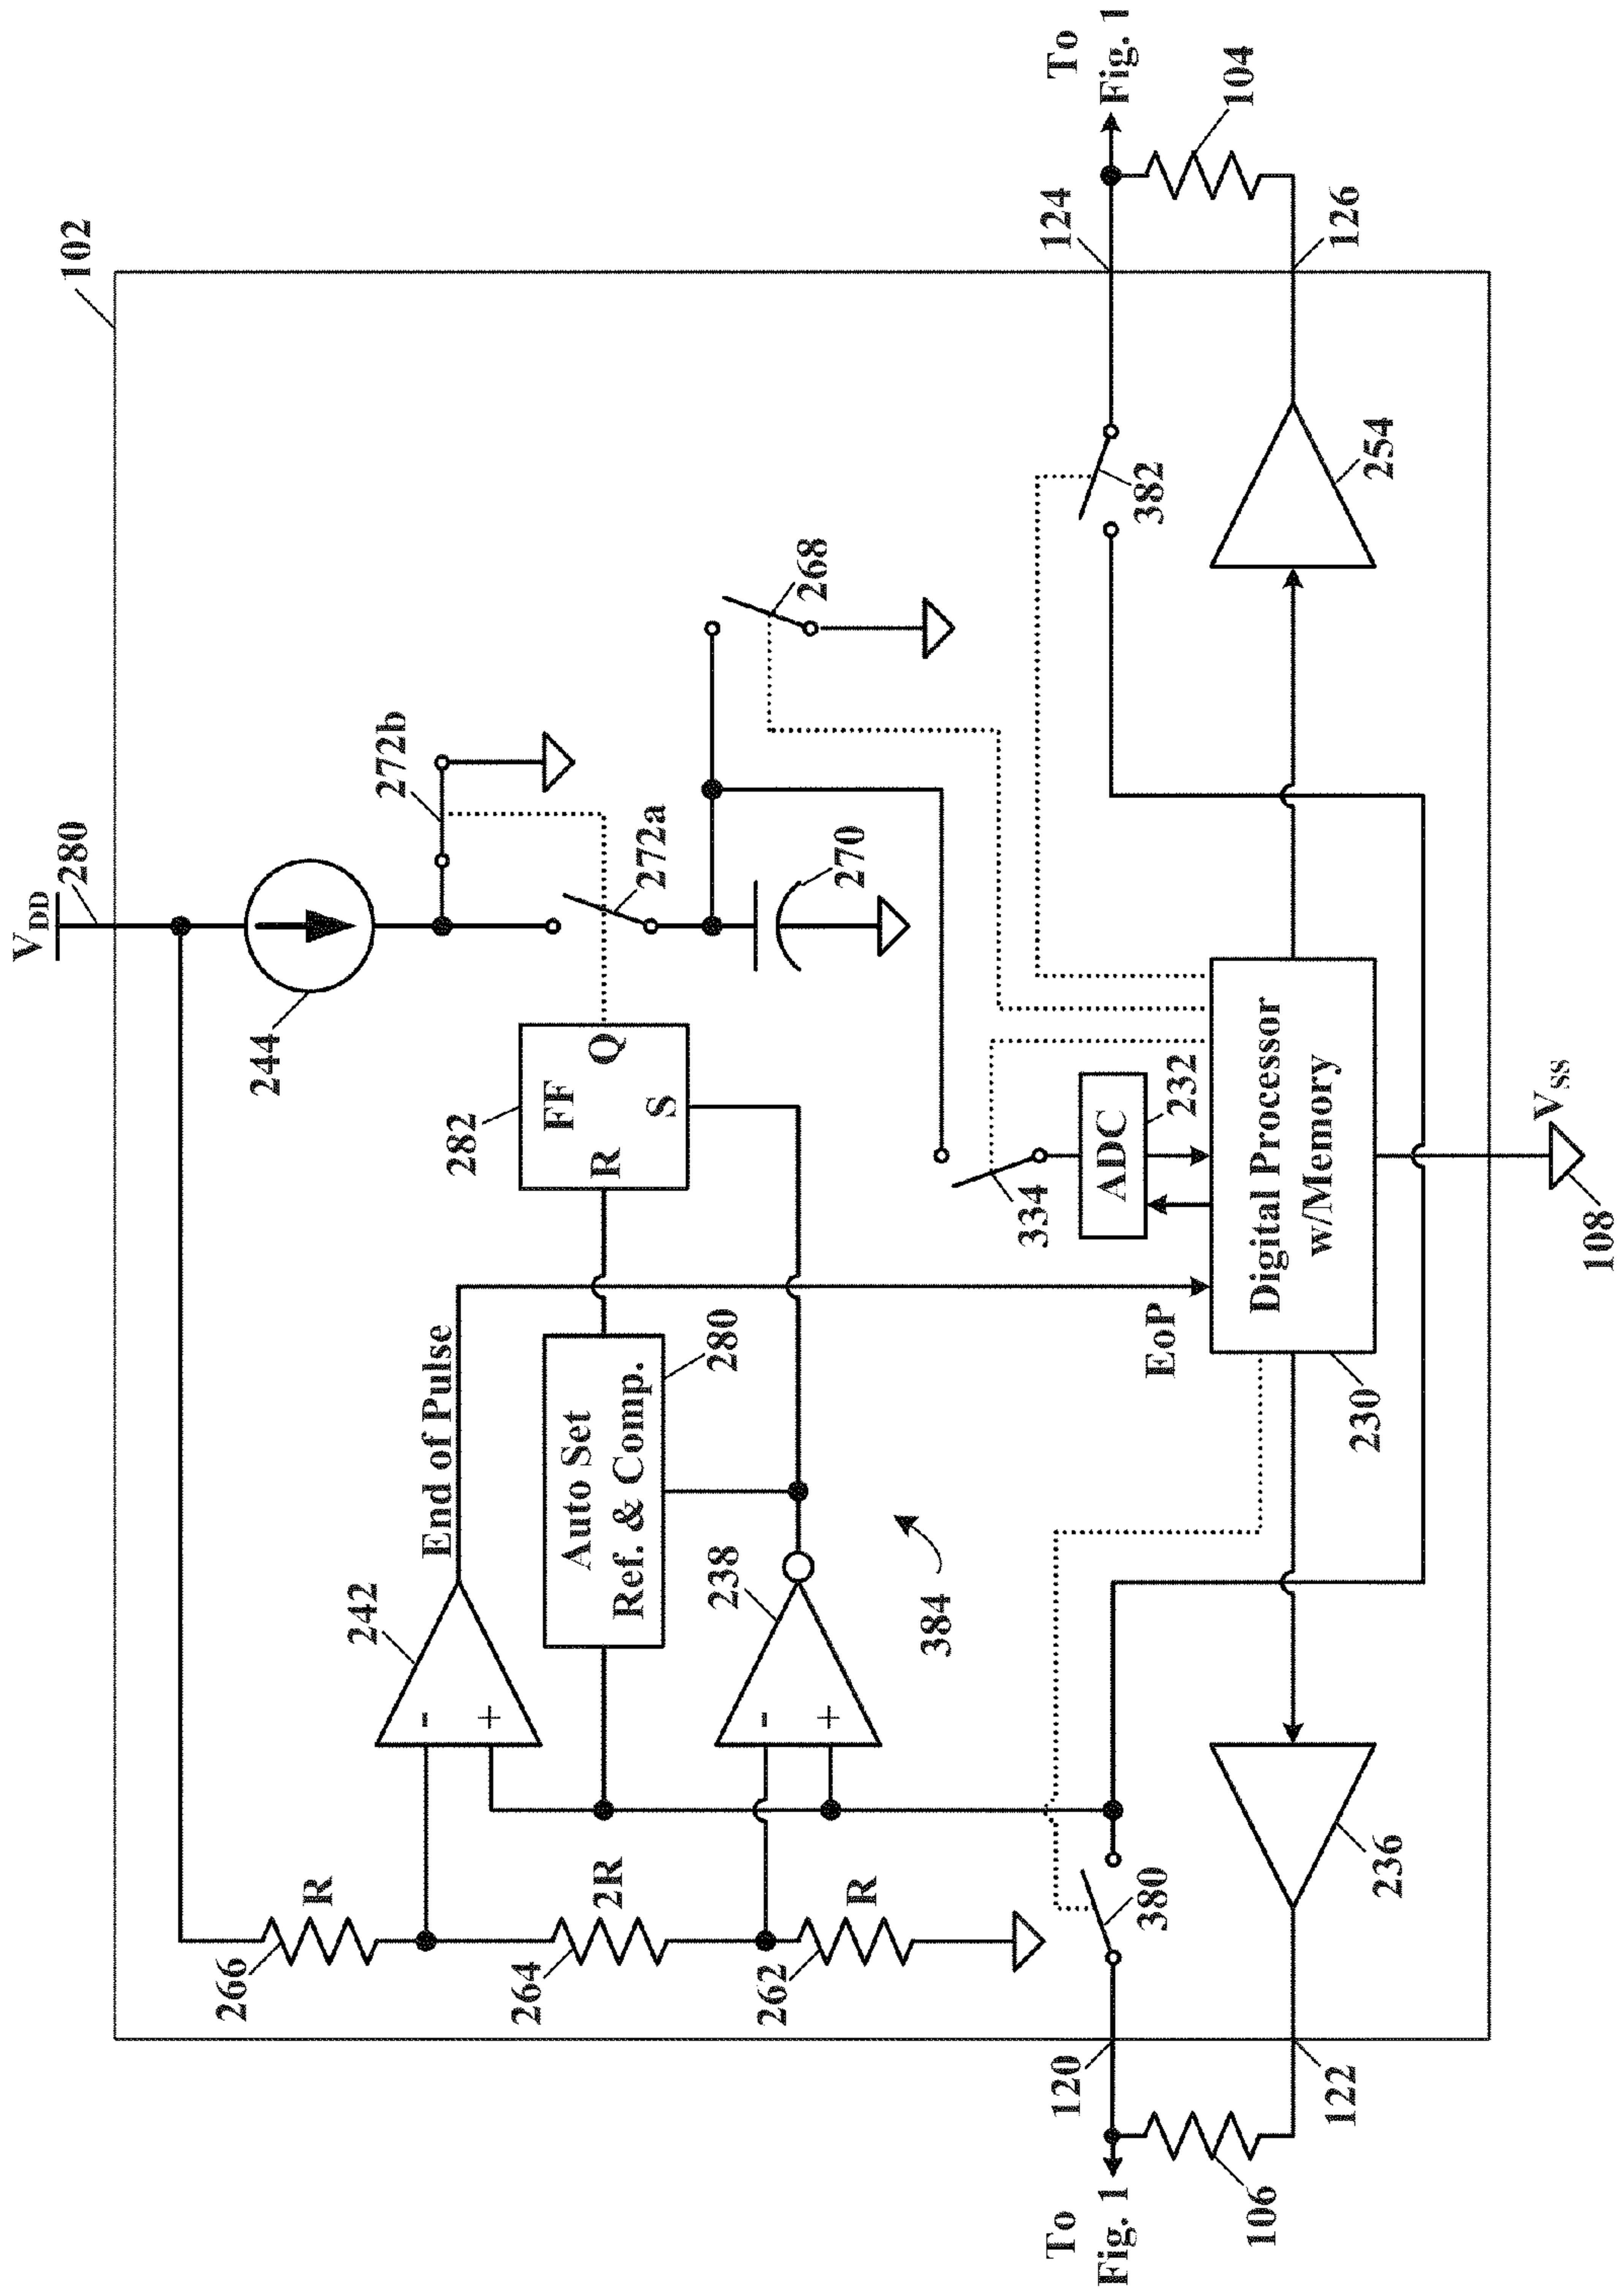 V_DD
280
102
244
272b
272a
268
270
282
FF
R
Q
S
End of Pulse
242
-
+
Auto Set
Ref. & Comp.
280
238
-
+
384
266
R
264
2R
262
R
334
ADC
232
EoP
Digital Processor
w/Memory
230
382
380
254
236
124
126
104
To
Fig. 1
120
122
106
To
Fig. 1
V_SS
108